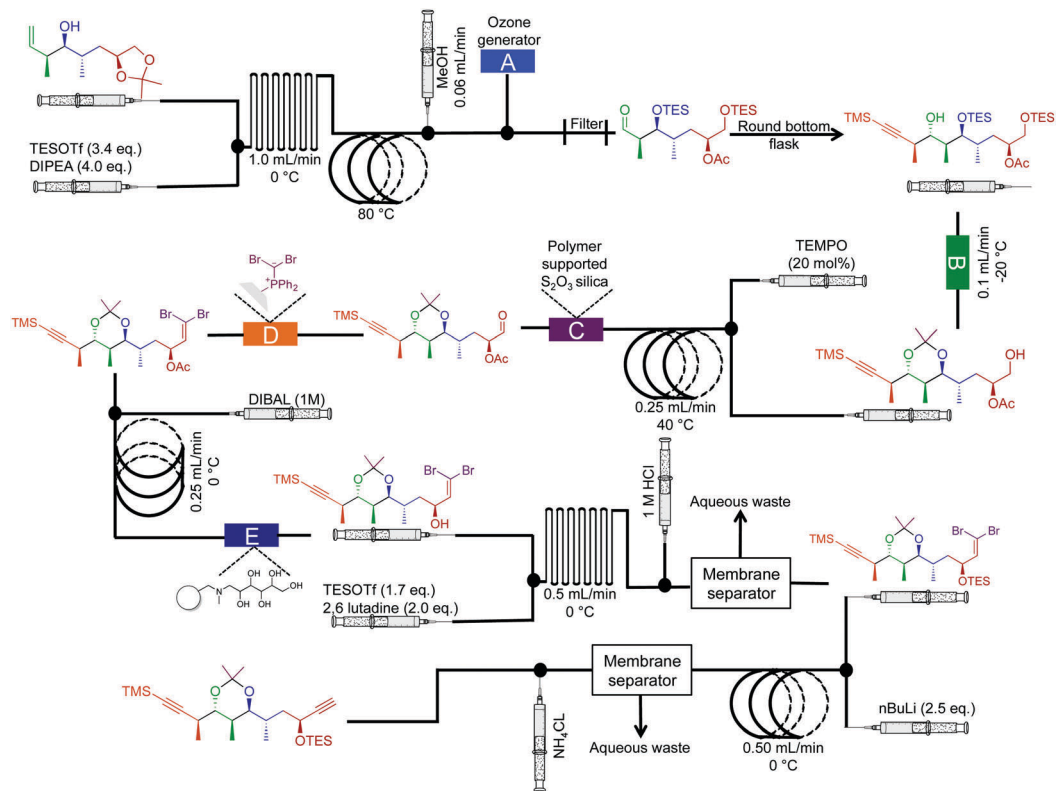 OH
O
O
TESOTf (3.4 eq.)
DIPEA (4.0 eq.)
1.0 mL/min
0 °C
80 °C
MeOH
0.06 mL/min
Ozone
generator
A
Filter
O
OTES
OTES
OAc
Round bottom
flask
TMS
OH
OTES
OTES
OAc
B
0.1 mL/min
-20 °C
TMS
O
O
Br
Br
OAc
Br
Br
P
+
Ph2
D
TMS
O
O
O
OAc
Polymer
supported
S2O3 silica
C
0.25 mL/min
40 °C
TEMPO
(20 mol%)
TMS
O
O
OH
OAc
DIBAL (1M)
0.25 mL/min
0 °C
E
N
OH
OH
OH
OH
OH
TMS
O
O
Br
Br
OH
TESOTf (1.7 eq.)
2,6 lutadine (2.0 eq.)
0.5 mL/min
0 °C
1 M HCl
Aqueous waste
Membrane
separator
TMS
O
O
Br
Br
OTES
nBuLi (2.5 eq.)
0.50 mL/min
0 °C
Membrane
separator
Aqueous waste
NH4CL
TMS
O
O
OTES